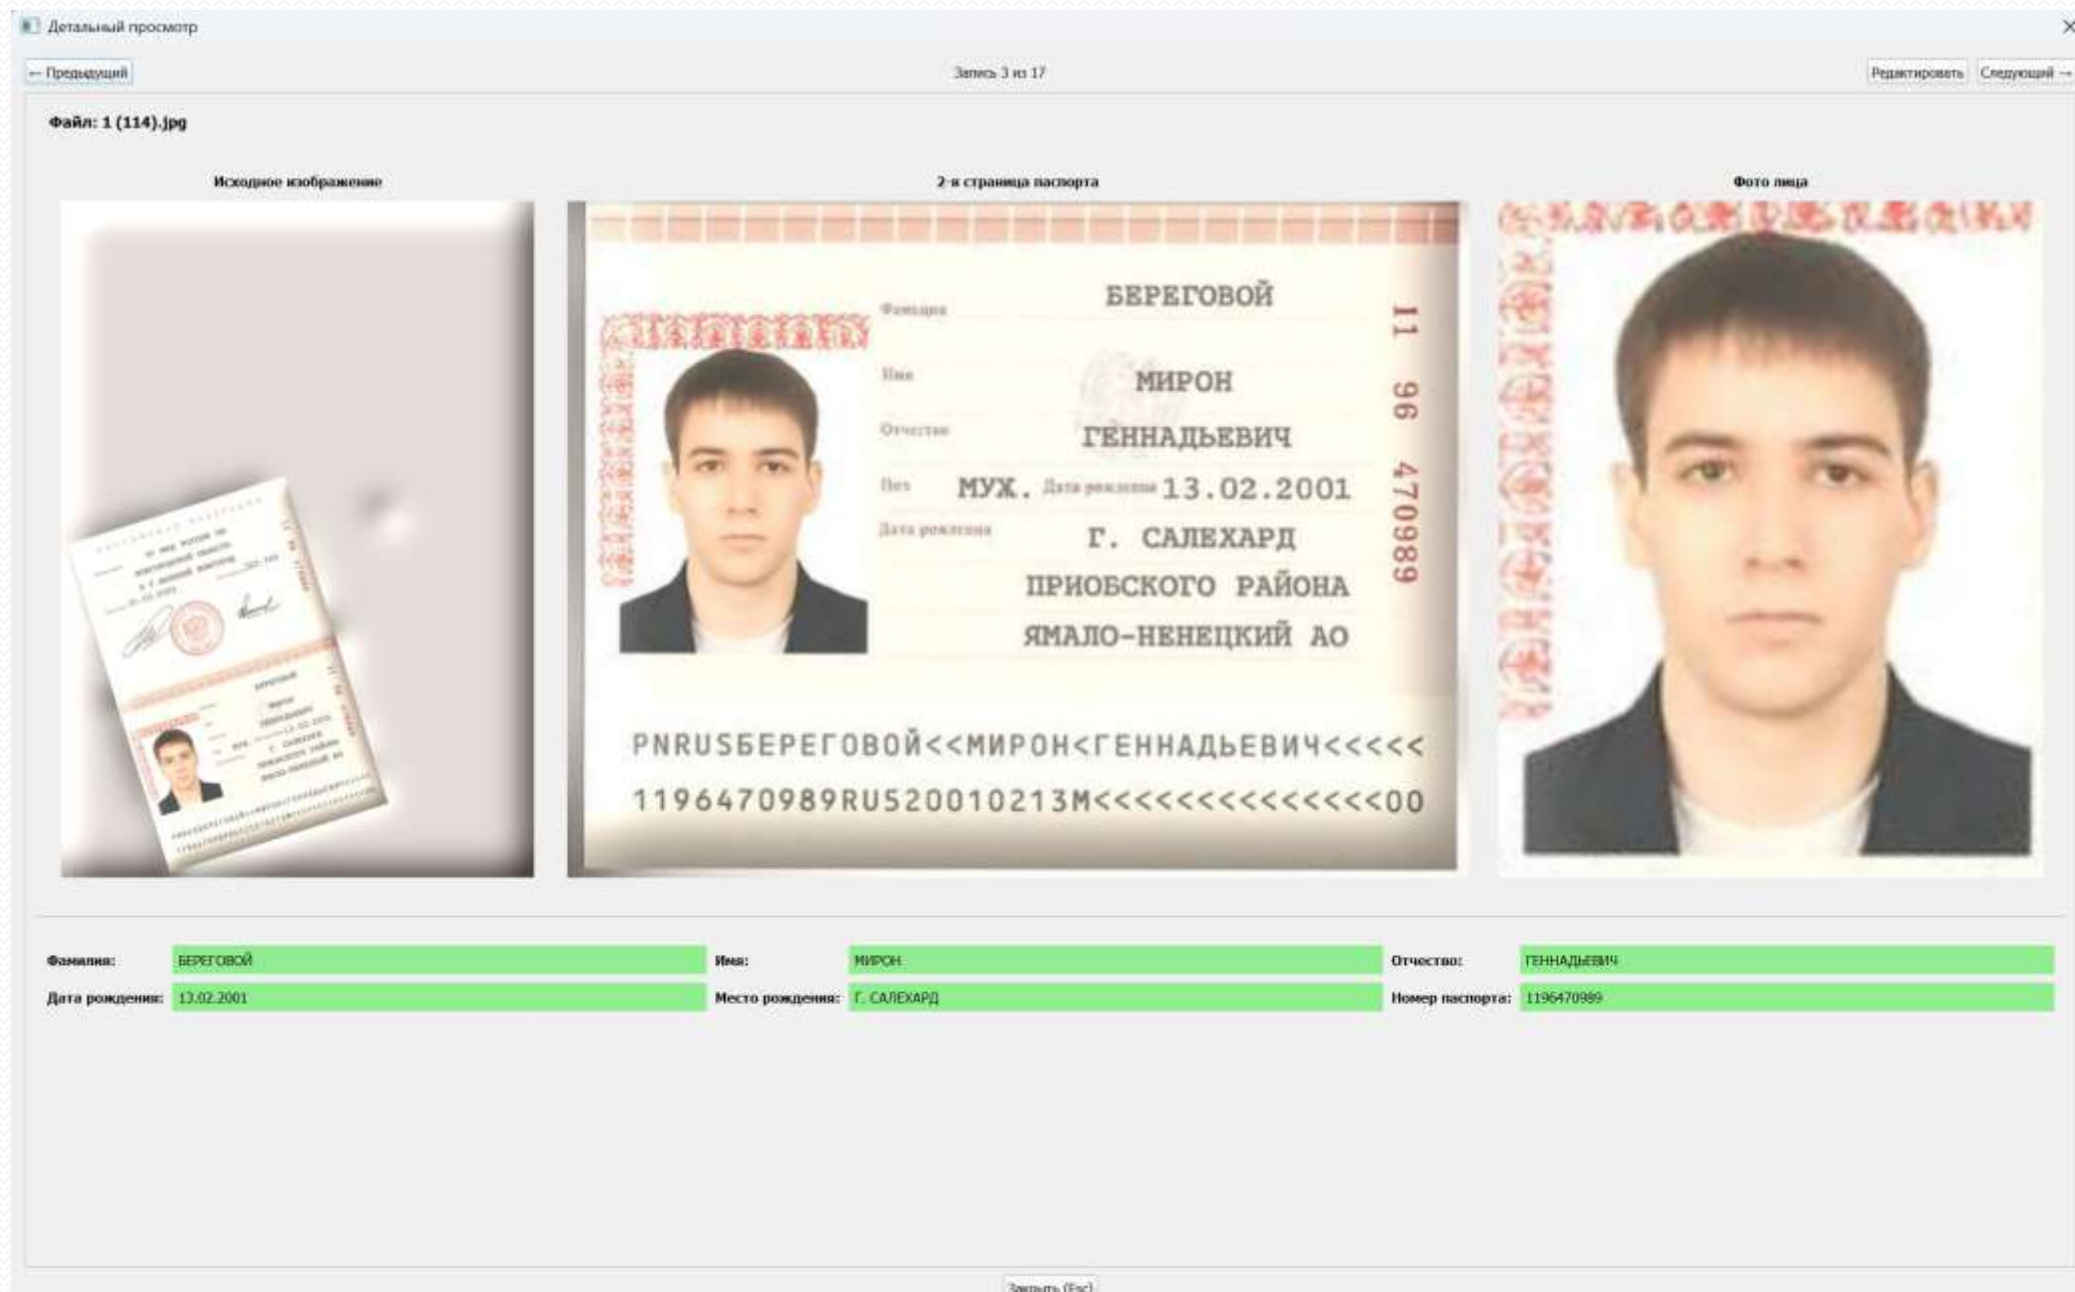 Детальный просмотр
← Предыдущий
Запись 3 из 17
Редактировать
Следующий →
Файл: 1 (114).jpg
Исходное изображение
2-я страница паспорта
Фото лица
БЕРЕГОВОЙ
Фамилия
Имя
МИРОН
Отчество
ГЕННАДЬЕВИЧ
Пол МУЖ. Дата рождения 13.02.2001
Дата рождения
Г. САЛЕХАРД
ПРИОБСКОГО РАЙОНА
ЯМАЛО-НЕНЕЦКИЙ АО
11 96 470989
PNRUSБЕРЕГОВОЙ<<МИРОН<ГЕННАДЬЕВИЧ<<<<<
1196470989RUS20010213M<<<<<<<<<<<<<<<00
Фамилия: БЕРЕГОВОЙ
Имя: МИРОН
Отчество: ГЕННАДЬЕВИЧ
Дата рождения: 13.02.2001
Место рождения: Г. САЛЕХАРД
Номер паспорта: 1196470989
Закрыть (Esc)